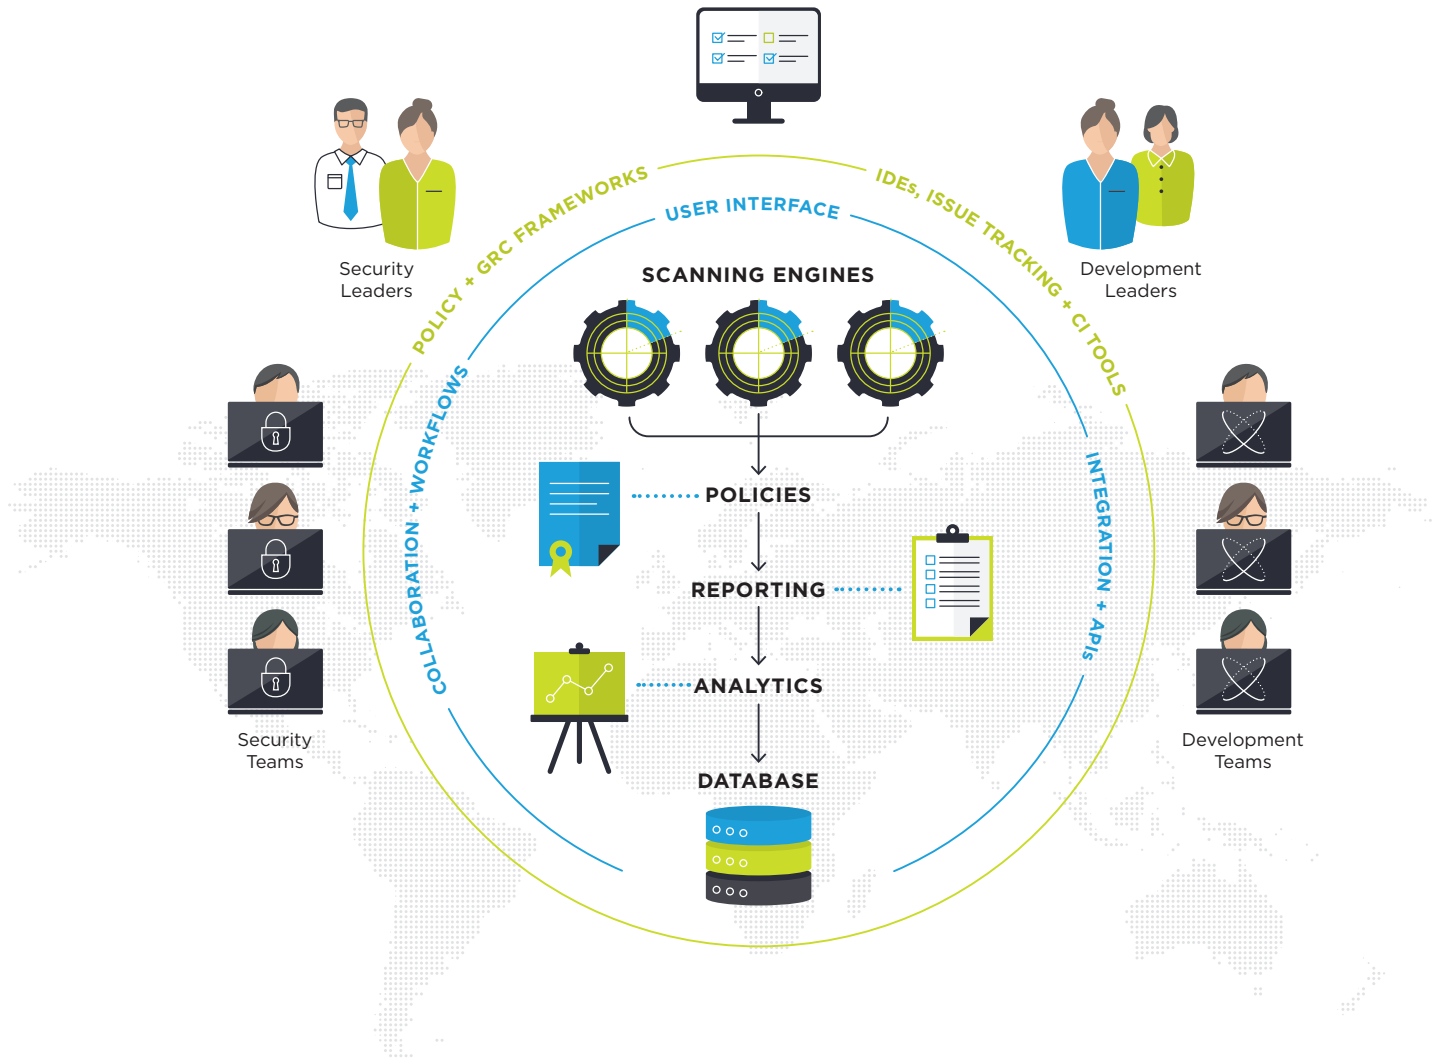 Security
Leaders
Development
Leaders
POLICY + GRC FRAMEWORKS
IDEs, ISSUE TRACKING + CI TOOLS
USER INTERFACE
COLLABORATION + WORKFLOWS
INTEGRATION + APIs
SCANNING ENGINES
POLICIES
REPORTING
ANALYTICS
DATABASE
Security
Teams
Development
Teams